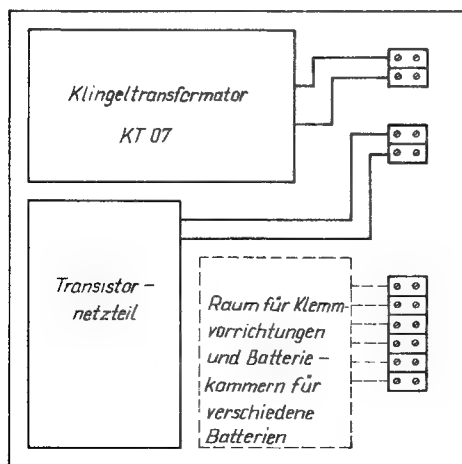 Klingeltransformator
KT 07
Transistor –
netzteil
Raum für Klemm-
vorrichtungen
und Batterie –
kammern für
verschiedene
Batterien